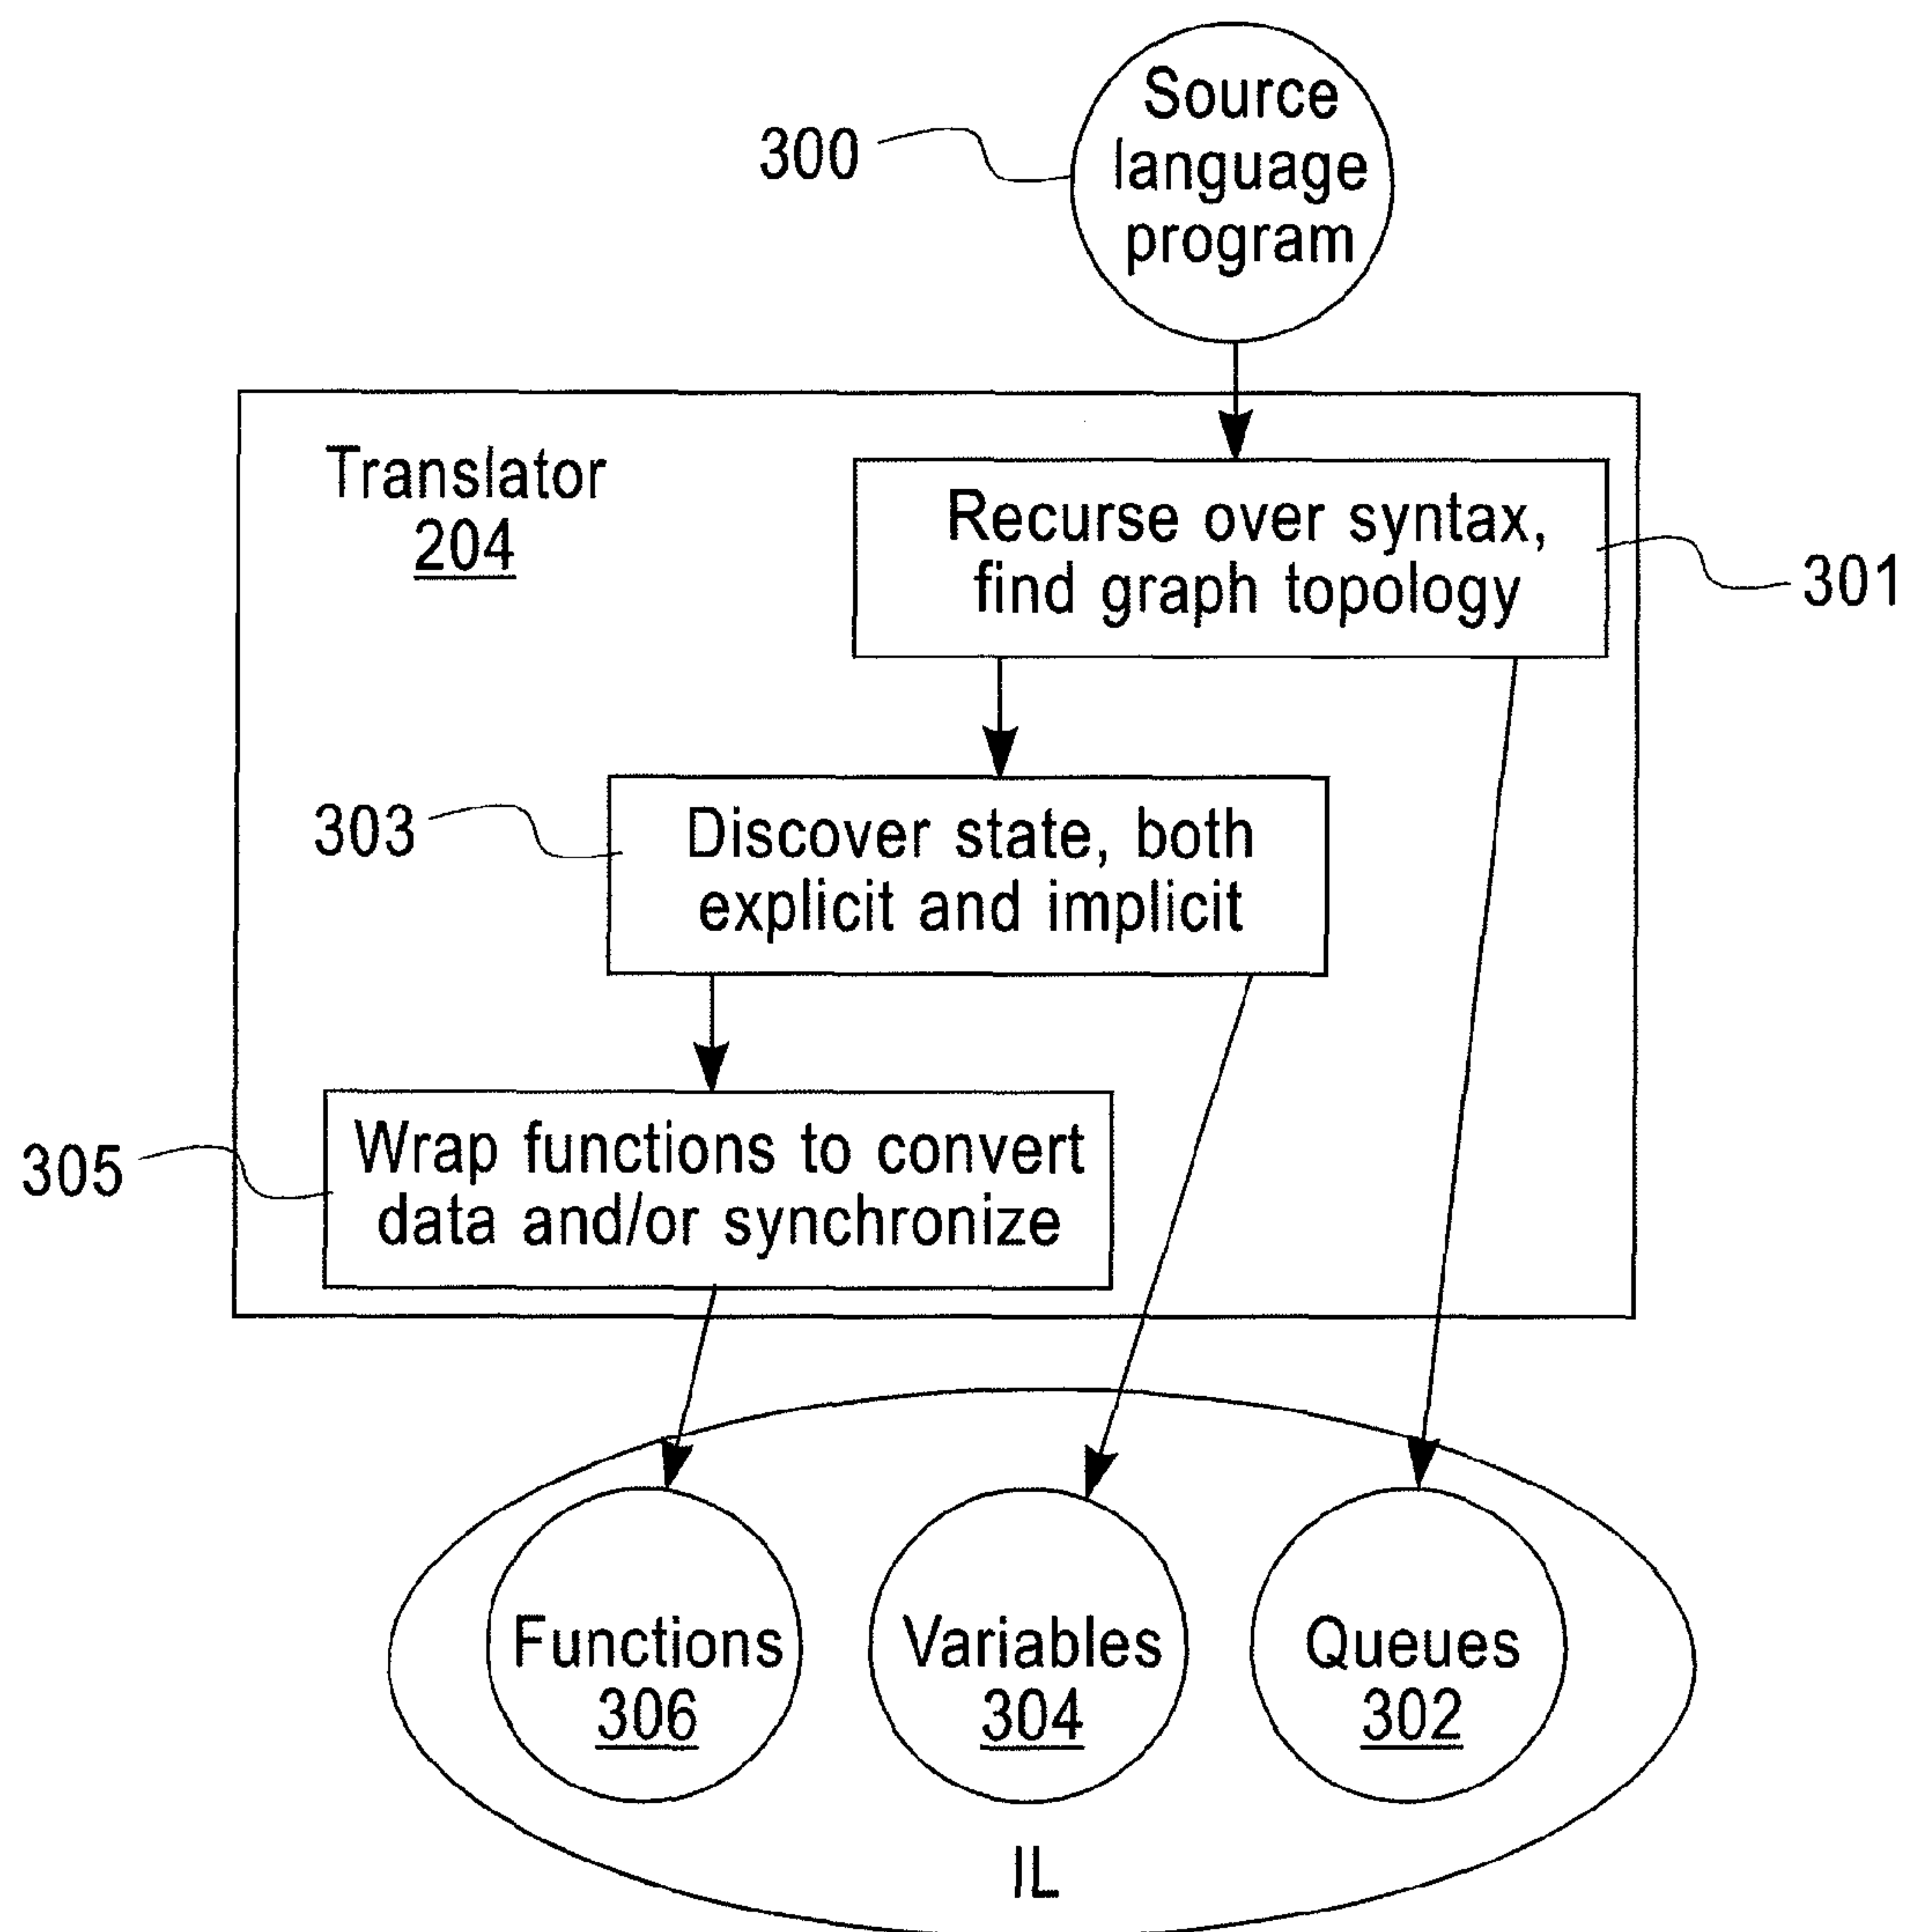 Source
language
program
300
Translator
204
Recurse over syntax,
find graph topology
301
303
Discover state, both
explicit and implicit
305
Wrap functions to convert
data and/or synchronize
Functions
306
Variables
304
Queues
302
IL